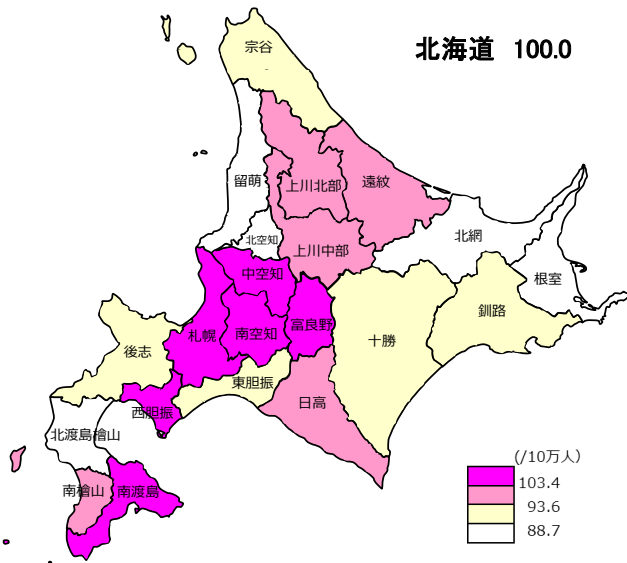 北海道 100.0
宗谷
留萌
上川北部
遠紋
北空知
上川中部
北網
中空知
根室
札幌
南空知
富良野
十勝
釧路
後志
東胆振
西胆振
日高
北渡島檜山
南檜山
南渡島
(/10万人)
103.4
93.6
88.7